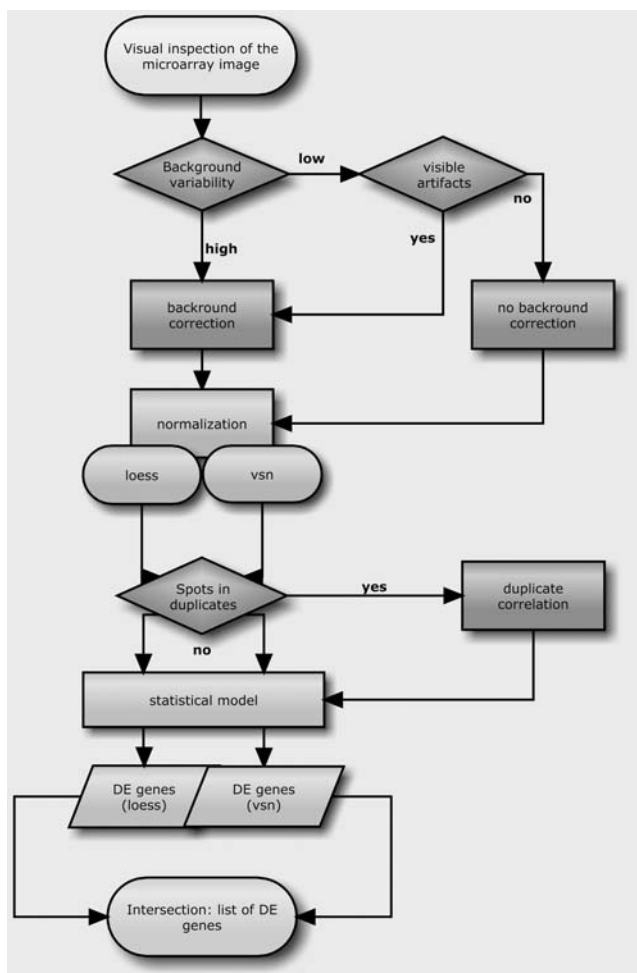 Visual inspection of the
microarray image
Background
variability
low
visible
artifacts
no
yes
high
backround
correction
no backround
correction
normalization
loess
vsn
Spots in
duplicates
yes
duplicate
correlation
no
statistical model
DE genes
(loess)
DE genes
(vsn)
Intersection: list of DE
genes